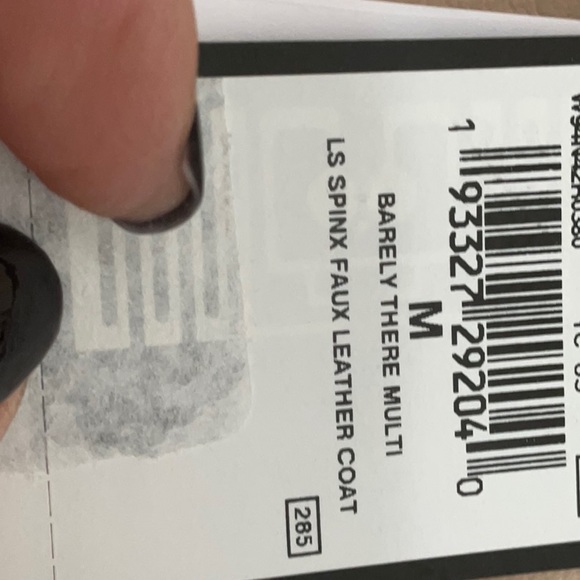 1 93327 29204 0
M
BARELY THERE MULTI
LS SPINX FAUX LEATHER COAT
285